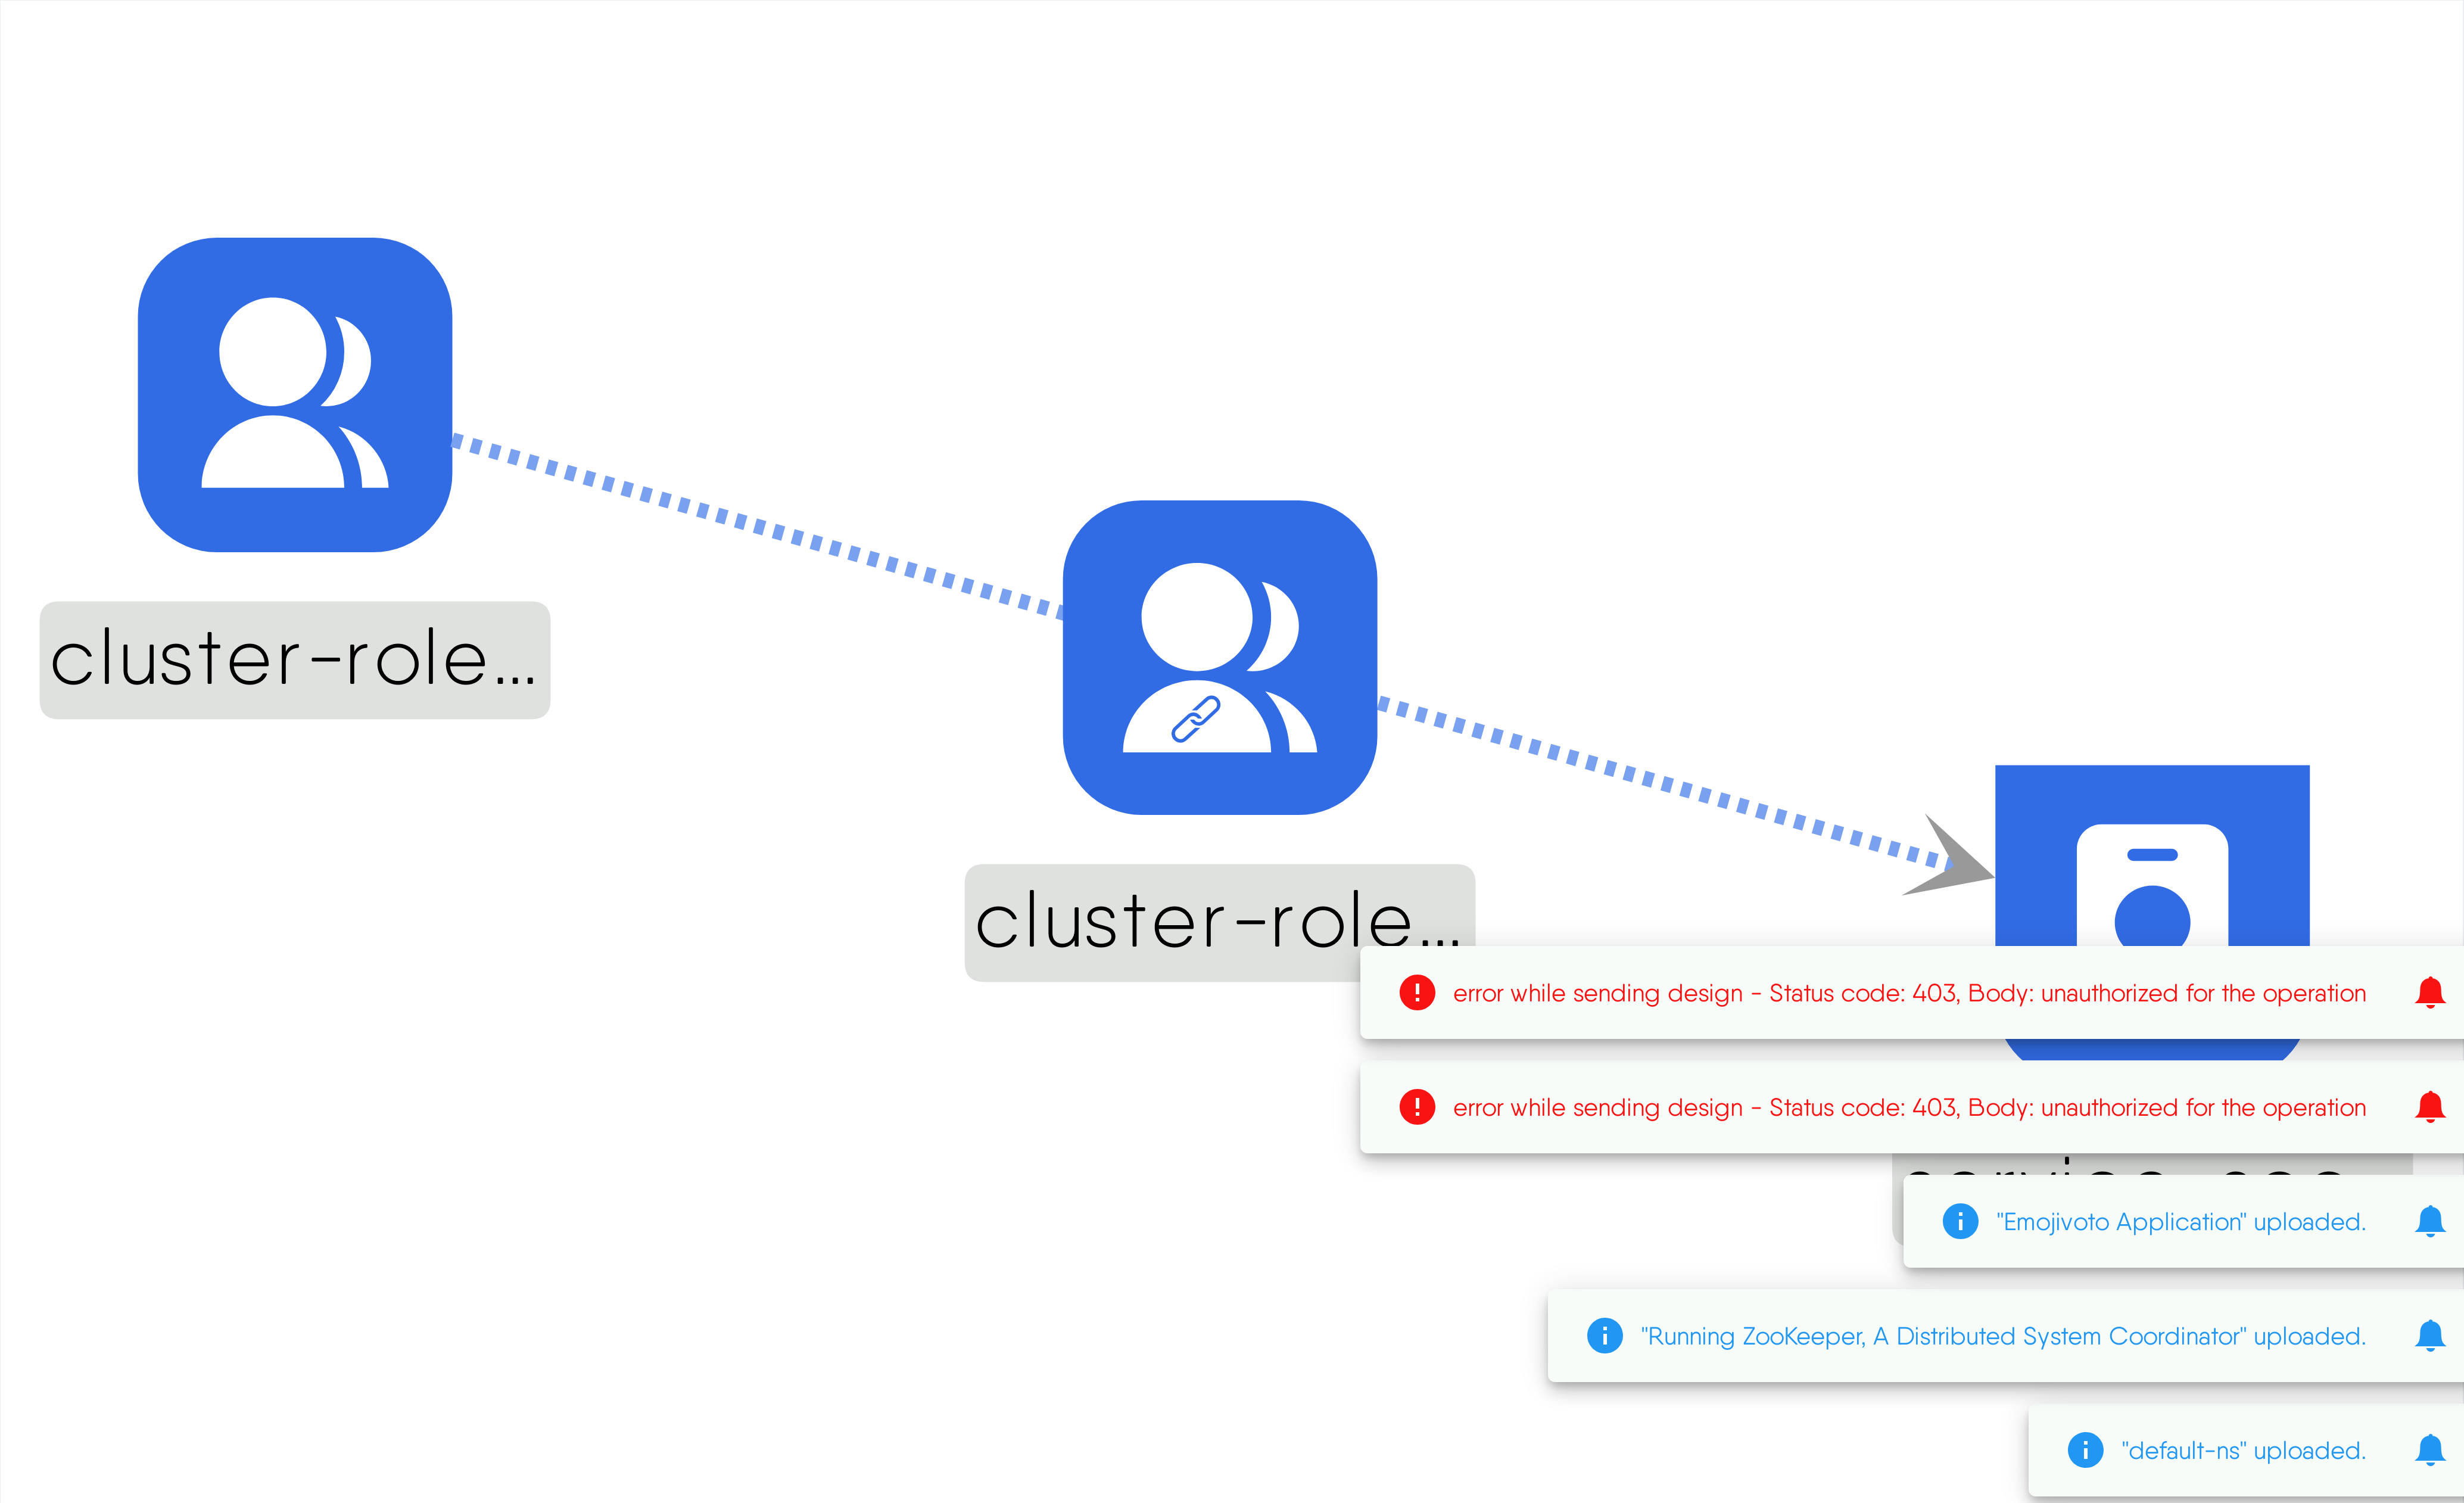 cluster-role...
cluster-role...
error while sending design - Status code: 403, Body: unauthorized for the operation
error while sending design - Status code: 403, Body: unauthorized for the operation
"Emojivoto Application" uploaded.
"Running ZooKeeper, A Distributed System Coordinator" uploaded.
"default-ns" uploaded.